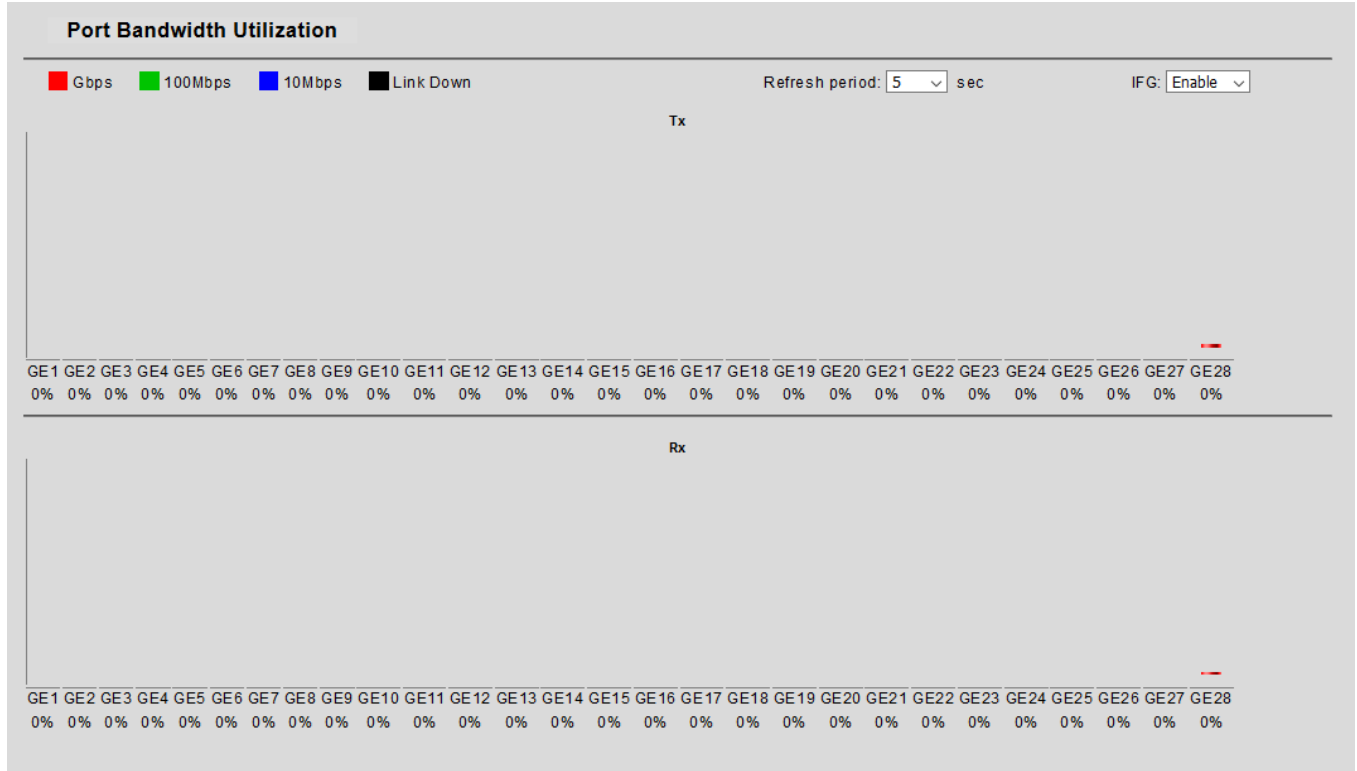 Port Bandwidth Utilization
Gbps 100Mbps 10Mbps Link Down Refresh period: 5 sec IFG: Enable
Tx
GE1 GE2 GE3 GE4 GE5 GE6 GE7 GE8 GE9 GE10 GE11 GE12 GE13 GE14 GE15 GE16 GE17 GE18 GE19 GE20 GE21 GE22 GE23 GE24 GE25 GE26 GE27 GE28
0% 0% 0% 0% 0% 0% 0% 0% 0% 0% 0% 0% 0% 0% 0% 0% 0% 0% 0% 0% 0% 0% 0% 0% 0% 0% 0% 0%
Rx
GE1 GE2 GE3 GE4 GE5 GE6 GE7 GE8 GE9 GE10 GE11 GE12 GE13 GE14 GE15 GE16 GE17 GE18 GE19 GE20 GE21 GE22 GE23 GE24 GE25 GE26 GE27 GE28
0% 0% 0% 0% 0% 0% 0% 0% 0% 0% 0% 0% 0% 0% 0% 0% 0% 0% 0% 0% 0% 0% 0% 0% 0% 0% 0% 0%